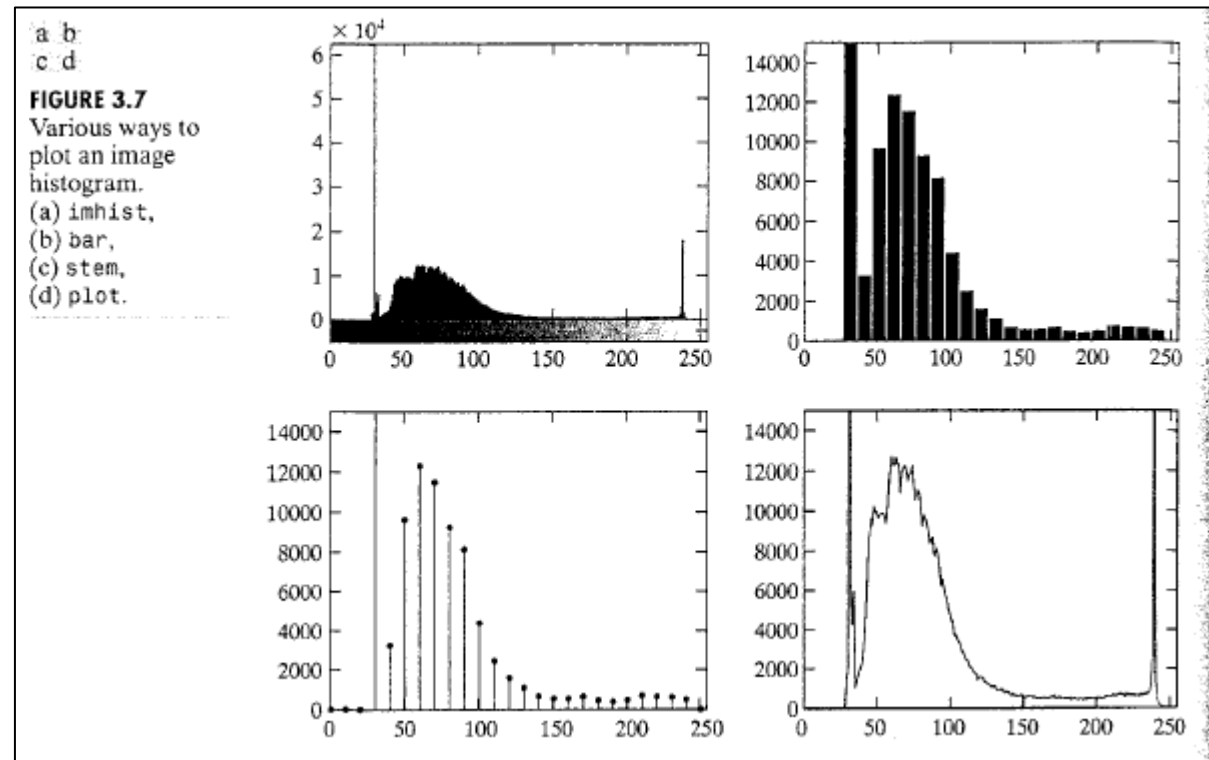 a b
c d
FIGURE 3.7
Various ways to
plot an image
histogram.
(a) imhist,
(b) bar,
(c) stem,
(d) plot.
× 10⁴
6
5
4
3
2
1
0
0 50 100 150 200 250
14000
12000
10000
8000
6000
4000
2000
0
0 50 100 150 200 250
14000
12000
10000
8000
6000
4000
2000
0
0 50 100 150 200 250
14000
12000
10000
8000
6000
4000
2000
0
0 50 100 150 200 250